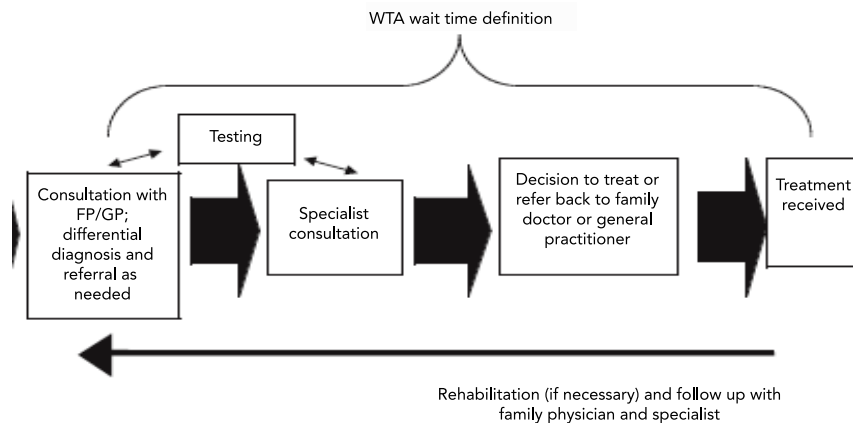 WTA wait time definition
Testing
Consultation with
FP/GP;
differential
diagnosis and
referral as
needed
Specialist
consultation
Decision to treat or
refer back to family
doctor or general
practitioner
Treatment
received
Rehabilitation (if necessary) and follow up with
family physician and specialist